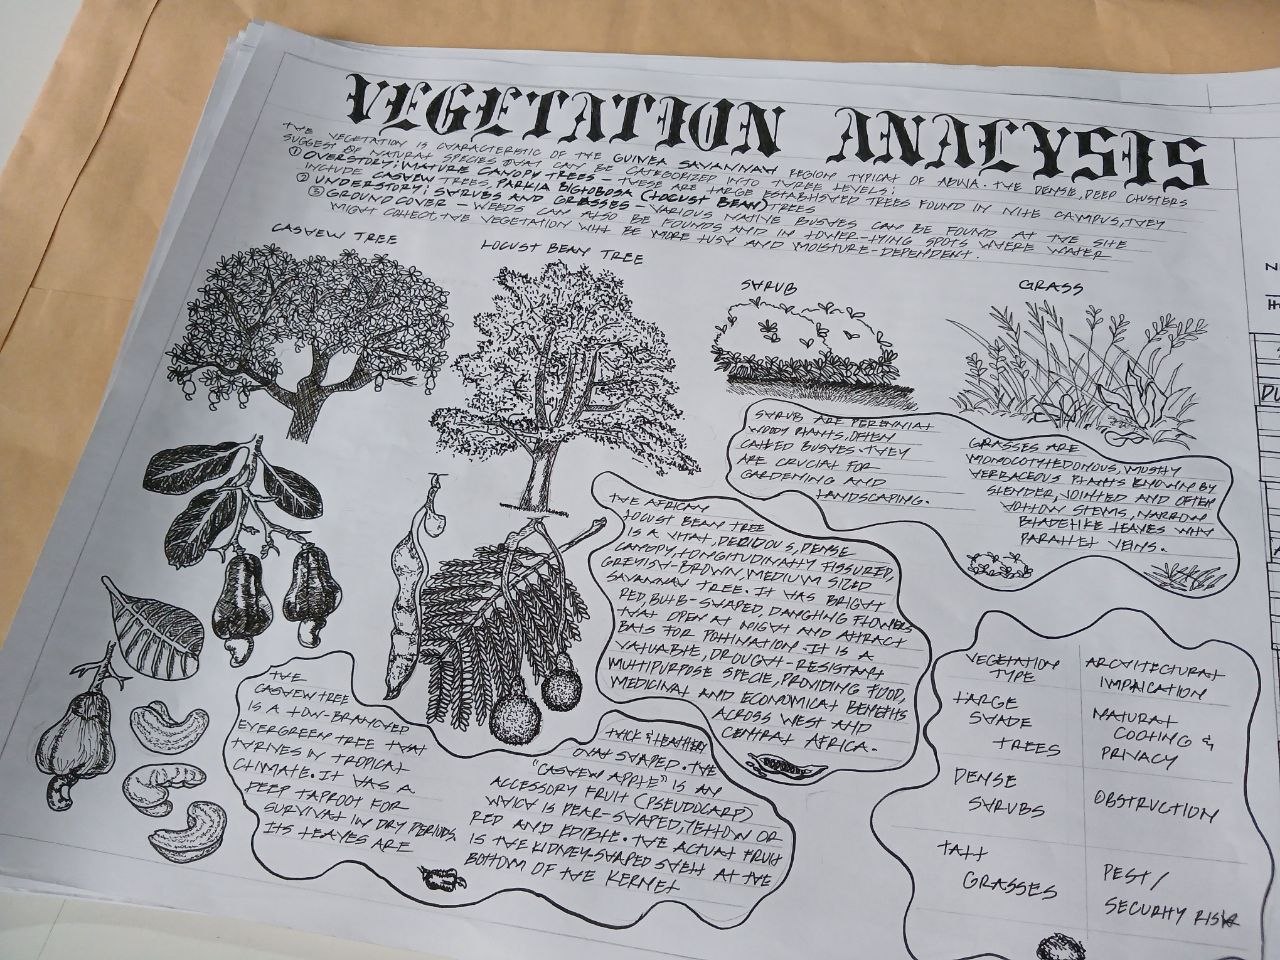 VEGETATION ANALYSIS
THE VEGETATION IS CHARACTERISTIC OF THE GUINEA SAVANNAH REGION TYPICAL OF ABUJA. THE DENSE, DEEP CLUSTERS
SUGGEST OF NATURAL SPECIES THAT CAN BE CATEGORIZED INTO THREE LEVELS:
① OVERSTORY: MATURE CANOPY TREES - THESE ARE LARGE ESTABLISHED TREES FOUND IN NILE CAMPUS, THEY
INCLUDE CASHEW TREES, PARKIA BIGLOBOSA (LOCUST BEAN) TREES
② UNDERSTORY: SHRUBS AND GRASSES - VARIOUS NATIVE BUSHES CAN BE FOUND AT THE SITE
③ GROUND COVER - WEEDS CAN ALSO BE FOUNDS AND IN LOWER-LYING SPOTS WHERE WATER
MIGHT COLLECT, THE VEGETATION WILL BE MORE LUSH AND MOISTURE-DEPENDENT.
CASHEW TREE
LOCUST BEAN TREE
SHRUB
GRASS
SHRUB ARE PERENNIAL
WOODY PLANTS, OFTEN
CALLED BUSHES. THEY
ARE CRUCIAL FOR
GARDENING AND
LANDSCAPING.
GRASSES ARE
MONOCOTYLEDONOUS, MOSTLY
HERBACEOUS PLANTS KNOWN BY
SLENDER, JOINTED AND OFTEN
HOLLOW STEMS, NARROW
BLADELIKE LEAVES WITH
PARALLEL VEINS.
THE AFRICAN
LOCUST BEAN TREE
IS A VITAL, DECIDIOUS, DENSE
CANOPY, LONGITUDINALLY FISSURED,
GREYISH-BROWN, MEDIUM SIZED
SAVANNAH TREE. IT HAS BRIGHT
RED, BULB-SHAPED, DANGLING FLOWERS
THAT OPEN AT NIGHT AND ATTRACT
BATS FOR POLLINATION. IT IS A
VALUABLE, DROUGHT-RESISTANT
MULTIPURPOSE SPECIE, PROVIDING FOOD,
MEDICINAL AND ECONOMICAL BENEFITS
ACROSS WEST AND
CENTRAL AFRICA.
THE
CASHEW TREE
IS A LOW-BRANCHED
EVERGREEN TREE THAT
THRIVES IN TROPICAL
CLIMATE. IT HAS A
DEEP TAPROOT FOR
SURVIVAL IN DRY PERIODS.
ITS LEAVES ARE
THICK & LEATHERY
OVAL SHAPED. THE
"CASHEW APPLE" IS AN
ACCESSORY FRUIT (PSEUDOCARP)
WHICH IS PEAR-SHAPED, YELLOW OR
RED AND EDIBLE. THE ACTUAL FRUIT
IS THE KIDNEY-SHAPED SHELL AT THE
BOTTOM OF THE KERNEL
VEGETATION TYPE
ARCHITECTURAL IMPLICATION
LARGE SHADE TREES
NATURAL COOLING & PRIVACY
DENSE SHRUBS
OBSTRUCTION
TALL GRASSES
PEST/ SECURITY RISK